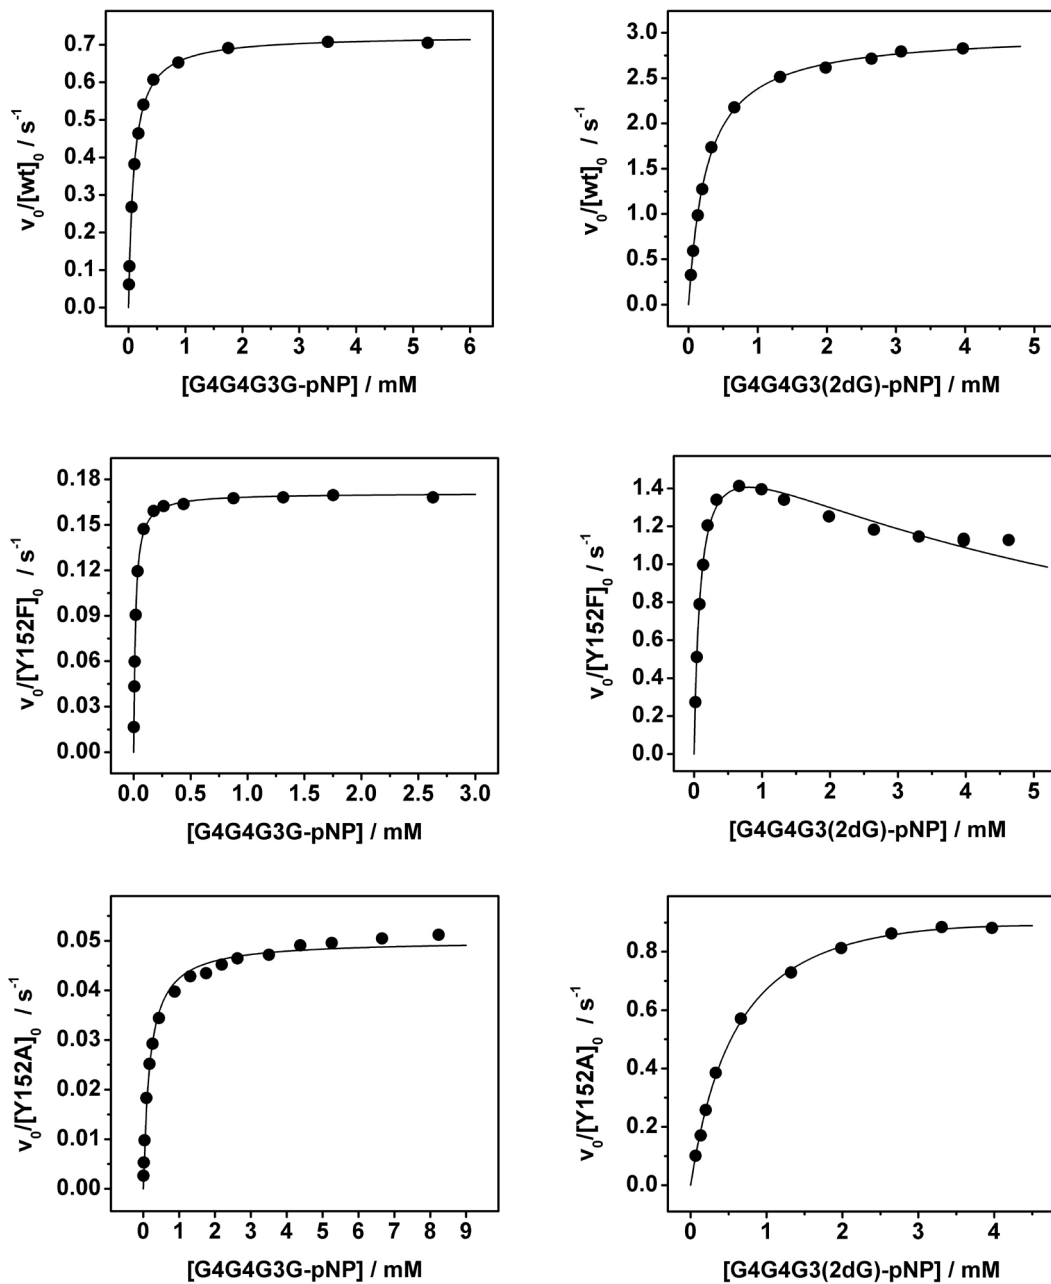 0.7
0.6
0.5
0.4
0.3
0.2
0.1
0.0
v₀/[wt]₀ / s⁻¹
0 1 2 3 4 5 6
[G4G4G3G-pNP] / mM
3.0
2.5
2.0
1.5
1.0
0.5
0.0
v₀/[wt]₀ / s⁻¹
0 1 2 3 4 5
[G4G4G3(2dG)-pNP] / mM
0.18
0.15
0.12
0.09
0.06
0.03
0.00
v₀/[Y152F]₀ / s⁻¹
0.0 0.5 1.0 1.5 2.0 2.5 3.0
[G4G4G3G-pNP] / mM
1.4
1.2
1.0
0.8
0.6
0.4
0.2
0.0
v₀/[Y152F]₀ / s⁻¹
0 1 2 3 4 5
[G4G4G3(2dG)-pNP] / mM
0.05
0.04
0.03
0.02
0.01
0.00
v₀/[Y152A]₀ / s⁻¹
0 1 2 3 4 5 6 7 8 9
[G4G4G3G-pNP] / mM
0.8
0.6
0.4
0.2
0.0
v₀/[Y152A]₀ / s⁻¹
0 1 2 3 4
[G4G4G3(2dG)-pNP] / mM